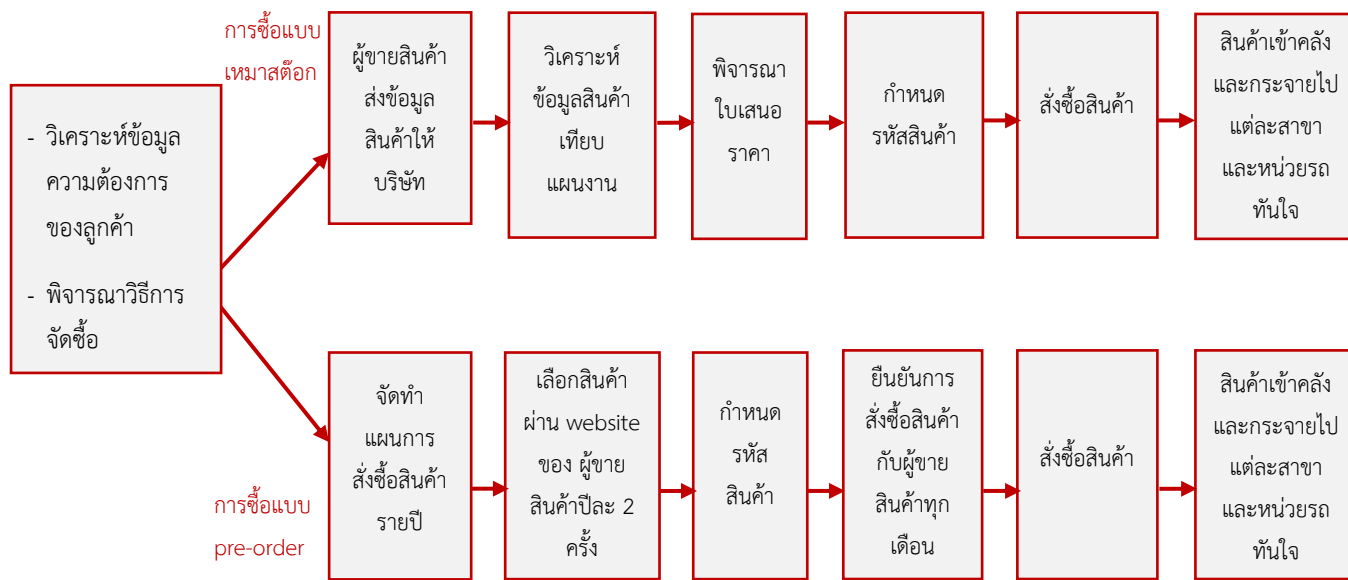 การซื้อแบบ
เหมาสต๊อก
- วิเคราะห์ข้อมูล
ความต้องการ
ของลูกค้า
- พิจารณาวิธีการ
จัดซื้อ
ผู้ขายสินค้า
ส่งข้อมูล
สินค้าให้
บริษัท
วิเคราะห์
ข้อมูลสินค้า
เทียบ
แผนงาน
พิจารณา
ใบเสนอ
ราคา
กำหนด
รหัสสินค้า
สั่งซื้อสินค้า
สินค้าเข้าคลัง
และกระจายไป
แต่ละสาขา
และหน่วยรถ
ทันใจ
การซื้อแบบ
pre-order
จัดทำ
แผนการ
สั่งซื้อสินค้า
รายปี
เลือกสินค้า
ผ่าน website
ของ ผู้ขาย
สินค้าปีละ 2
ครั้ง
กำหนด
รหัส
สินค้า
ยืนยันการ
สั่งซื้อสินค้า
กับผู้ขาย
สินค้าทุก
เดือน
สั่งซื้อสินค้า
สินค้าเข้าคลัง
และกระจายไป
แต่ละสาขา
และหน่วยรถ
ทันใจ